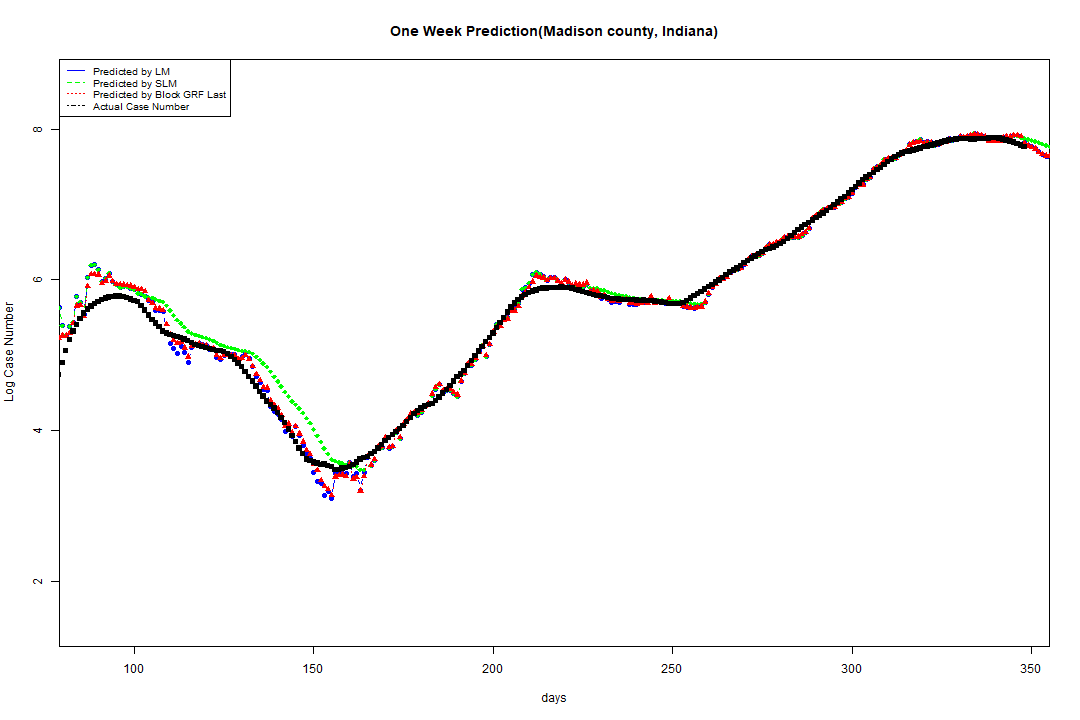 One Week Prediction(Madison county, Indiana)
Predicted by LM
Predicted by SLM
Predicted by Block GRF Last
Actual Case Number
8
6
4
2
Log Case Number
100 150 200 250 300 350
days